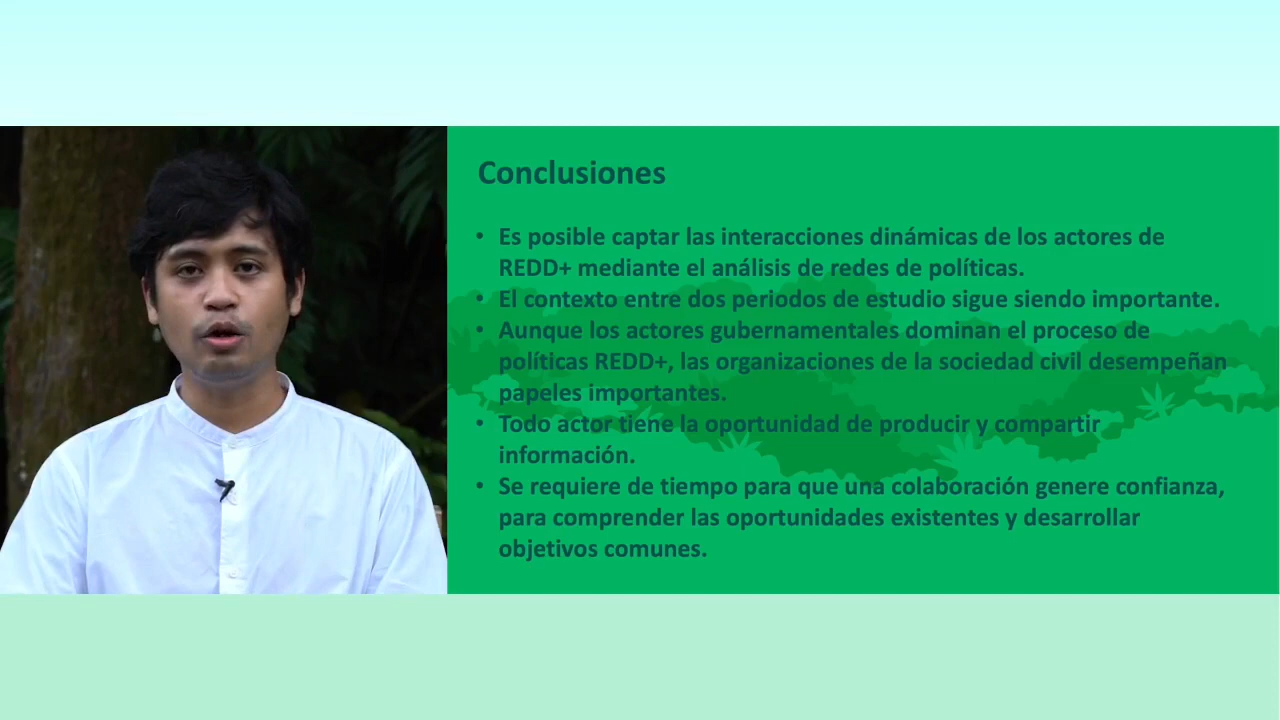 Conclusiones
• Es posible captar las interacciones dinámicas de los actores de
REDD+ mediante el análisis de redes de políticas.
• El contexto entre dos periodos de estudio sigue siendo importante.
• Aunque los actores gubernamentales dominan el proceso de
políticas REDD+, las organizaciones de la sociedad civil desempeñan
papeles importantes.
• Todo actor tiene la oportunidad de producir y compartir
información.
• Se requiere de tiempo para que una colaboración genere confianza,
para comprender las oportunidades existentes y desarrollar
objetivos comunes.